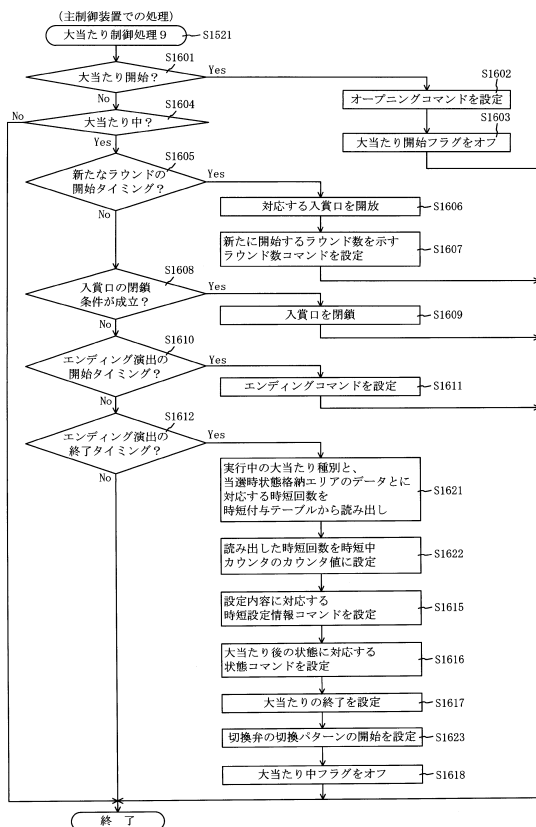 (主制御装置での処理)
大当たり制御処理9
S1521
S1601
大当たり開始?
Yes
No
S1602
オープニングコマンドを設定
S1603
大当たり開始フラグをオフ
S1604
No
大当たり中?
Yes
S1605
新たなラウンドの
開始タイミング?
Yes
No
対応する入賞口を開放
S1606
新たに開始するラウンド数を示す
ラウンド数コマンドを設定
S1607
S1608
入賞口の閉鎖
条件が成立?
Yes
No
入賞口を閉鎖
S1609
S1610
エンディング演出の
開始タイミング?
Yes
No
エンディングコマンドを設定
S1611
S1612
エンディング演出の
終了タイミング?
Yes
No
実行中の大当たり種別と、
当選時状態格納エリアのデータとに
対応する時短回数を
時短付与テーブルから読み出し
S1621
読み出した時短回数を時短中
カウンタのカウンタ値に設定
S1622
設定内容に対応する
時短設定情報コマンドを設定
S1615
大当たり後の状態に対応する
状態コマンドを設定
S1616
大当たりの終了を設定
S1617
切換弁の切換パターンの開始を設定
S1623
大当たり中フラグをオフ
S1618
終 了